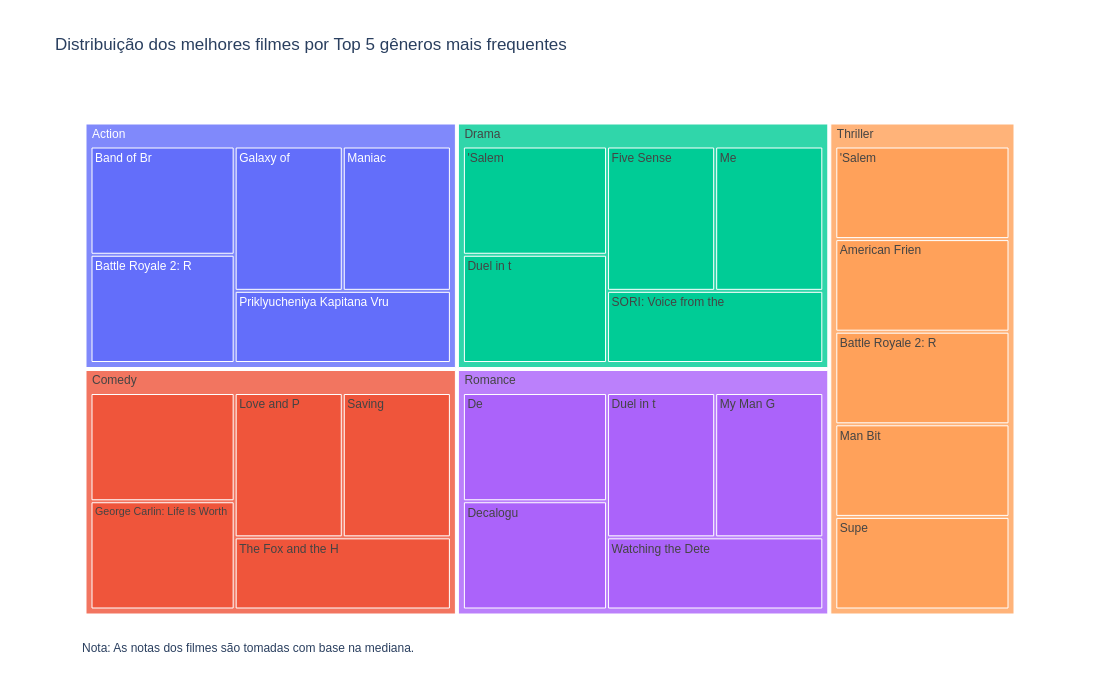 Distribuição dos melhores filmes por Top 5 gêneros mais frequentes
Action
Band of Br
Galaxy of
Maniac
Battle Royale 2: R
Priklyucheniya Kapitana Vru
Drama
'Salem
Five Sense
Me
Duel in t
SORI: Voice from the
Thriller
'Salem
American Frien
Battle Royale 2: R
Man Bit
Supe
Comedy
Love and P
Saving
George Carlin: Life Is Worth
The Fox and the H
Romance
De
Duel in t
My Man G
Decalogu
Watching the Dete
Nota: As notas dos filmes são tomadas com base na mediana.